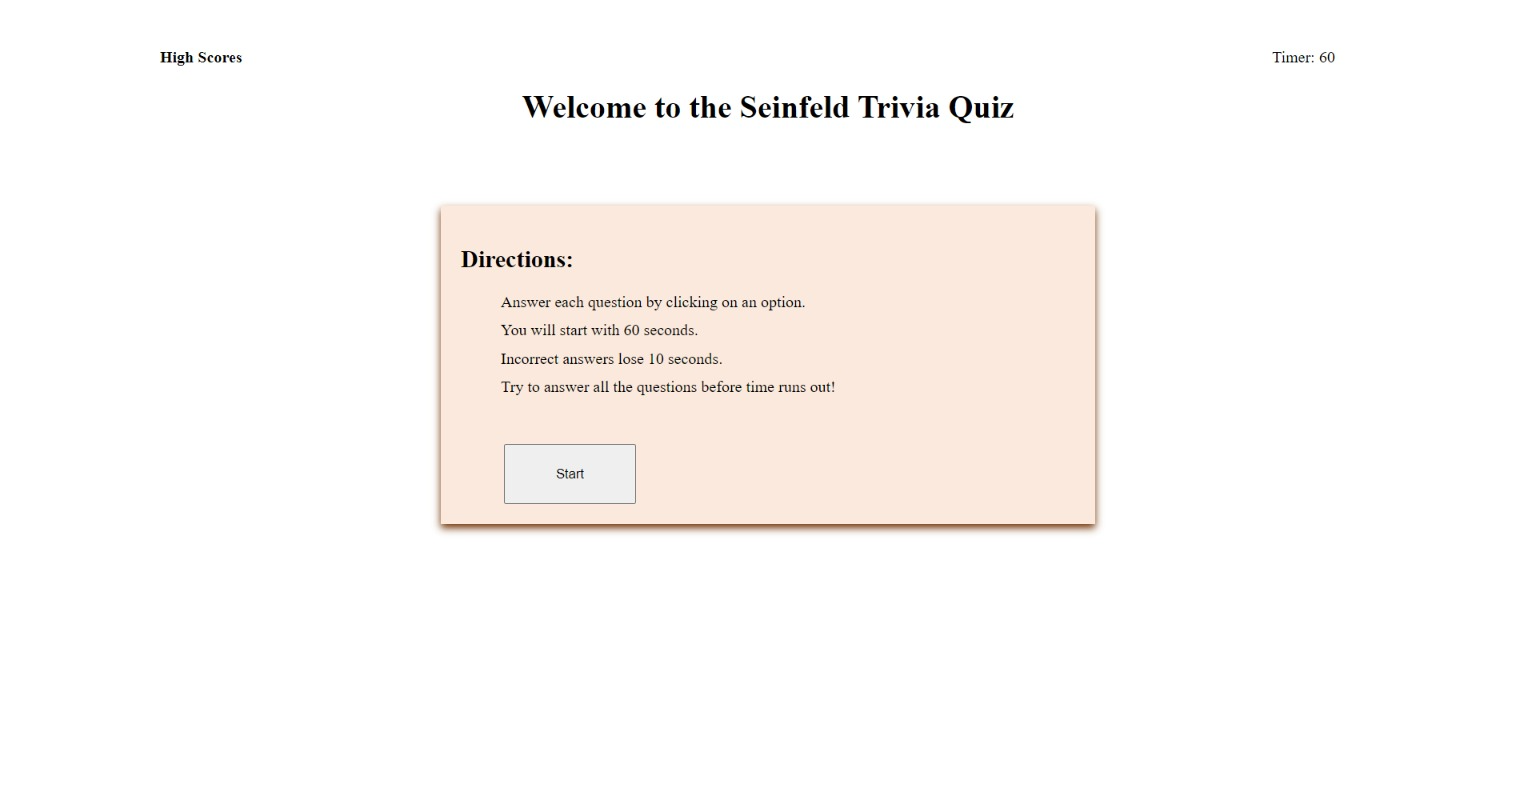 High Scores
Timer: 60
Welcome to the Seinfeld Trivia Quiz
Directions:
Answer each question by clicking on an option.
You will start with 60 seconds.
Incorrect answers lose 10 seconds.
Try to answer all the questions before time runs out!
Start